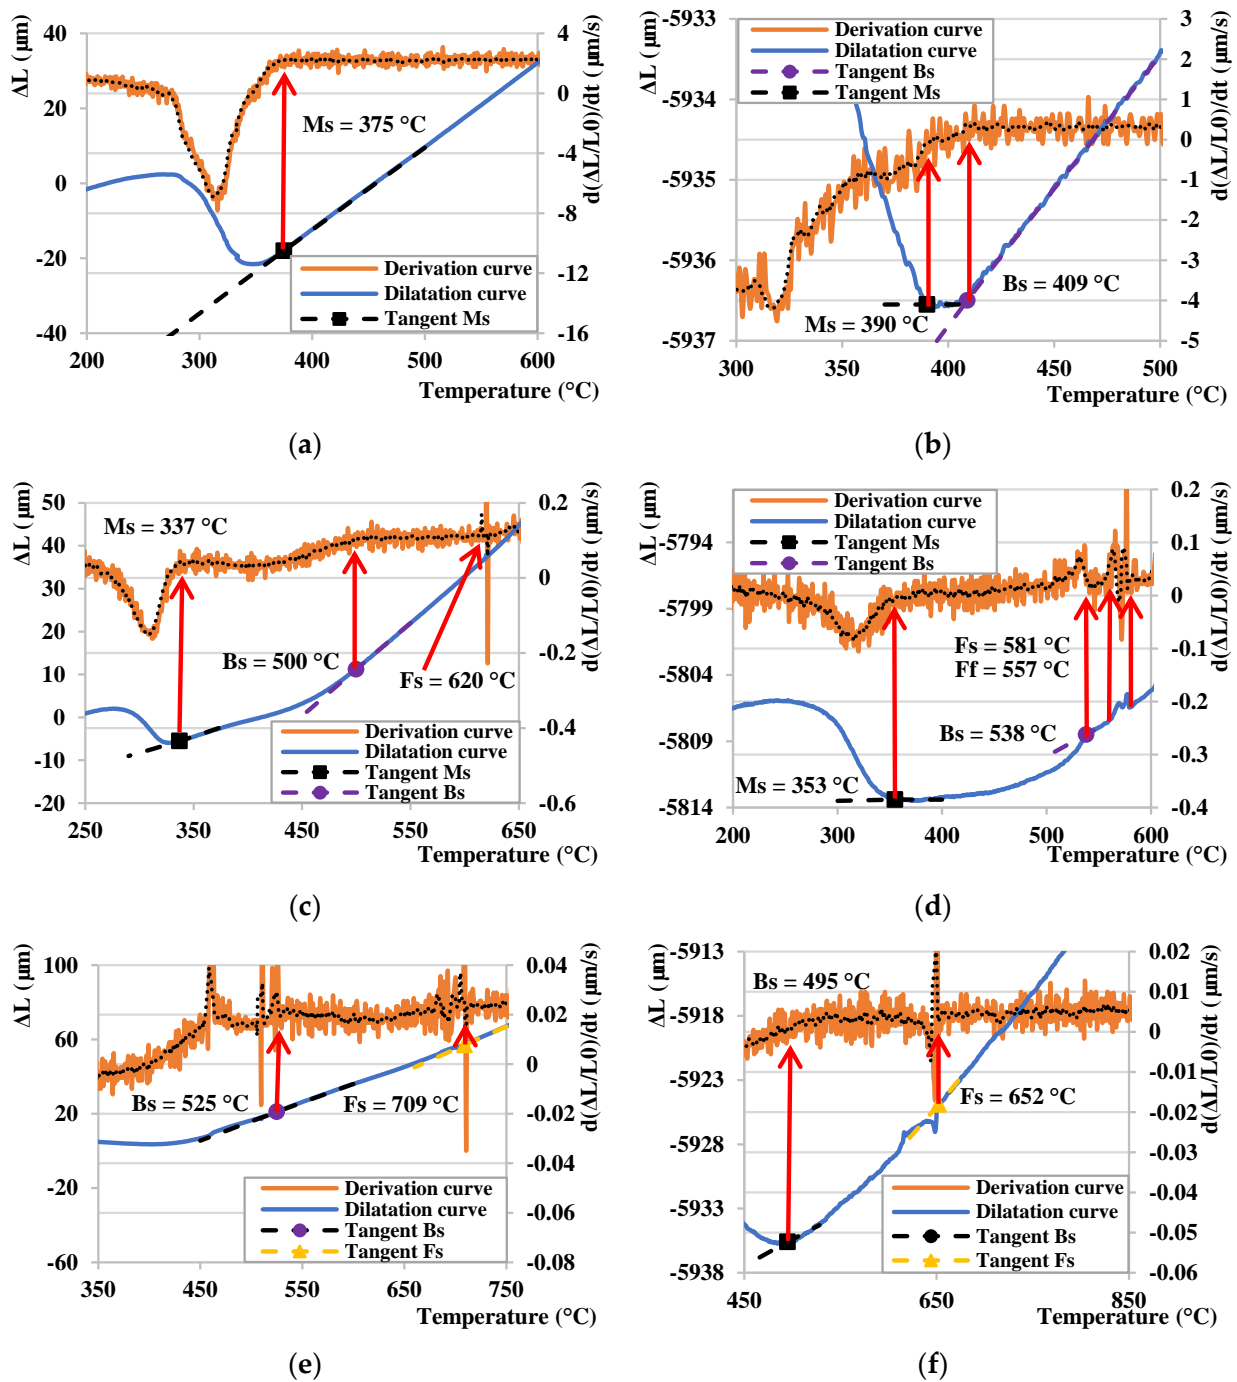 ΔL (µm)
40
20
0
-20
-40
200
300
400
500
600
Temperature (°C)
4
0
-4
-8
-12
-16
d(ΔL/L0)/dt (µm/s)
Ms = 375 °C
Derivation curve
Dilatation curve
Tangent Ms
(a)
ΔL (µm)
-5933
-5934
-5935
-5936
-5937
300
350
400
450
500
Temperature (°C)
3
2
1
0
-1
-2
-3
-4
-5
d(ΔL/L0)/dt (µm/s)
Derivation curve
Dilatation curve
Tangent Bs
Tangent Ms
Bs = 409 °C
Ms = 390 °C
(b)
ΔL (µm)
50
40
30
20
10
0
-10
-20
250
350
450
550
650
Temperature (°C)
0.2
0
-0.2
-0.4
-0.6
d(ΔL/L0)/dt (µm/s)
Ms = 337 °C
Bs = 500 °C
Fs = 620 °C
Derivation curve
Dilatation curve
Tangent Ms
Tangent Bs
(c)
ΔL (µm)
-5794
-5799
-5804
-5809
-5814
200
300
400
500
600
Temperature (°C)
0.2
0.1
0
-0.1
-0.2
-0.3
-0.4
d(ΔL/L0)/dt (µm/s)
Derivation curve
Dilatation curve
Tangent Ms
Tangent Bs
Fs = 581 °C
Ff = 557 °C
Bs = 538 °C
Ms = 353 °C
(d)
ΔL (µm)
100
60
20
-20
-60
350
450
550
650
750
Temperature (°C)
0.04
0.02
0
-0.02
-0.04
-0.06
-0.08
d(ΔL/L0)/dt (µm/s)
Bs = 525 °C
Fs = 709 °C
Derivation curve
Dilatation curve
Tangent Bs
Tangent Fs
(e)
ΔL (µm)
-5913
-5918
-5923
-5928
-5933
-5938
450
650
850
Temperature (°C)
0.02
0.01
0
-0.01
-0.02
-0.03
-0.04
-0.05
-0.06
d(ΔL/L0)/dt (µm/s)
Bs = 495 °C
Fs = 652 °C
Derivation curve
Dilatation curve
Tangent Bs
Tangent Fs
(f)